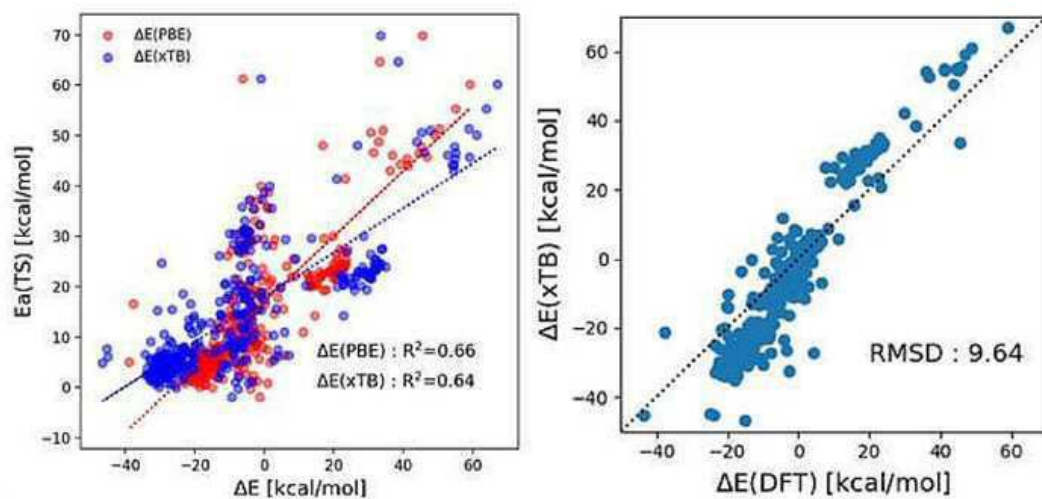 ΔE(PBE)
ΔE(xTB)
70
60
50
40
30
20
10
0
−10
Ea(TS) [kcal/mol]
ΔE(PBE) : R²=0.66
ΔE(xTB) : R²=0.64
−40 −20 0 20 40 60
ΔE [kcal/mol]
60
40
20
0
−20
−40
ΔE(xTB) [kcal/mol]
RMSD : 9.64
−40 −20 0 20 40 60
ΔE(DFT) [kcal/mol]